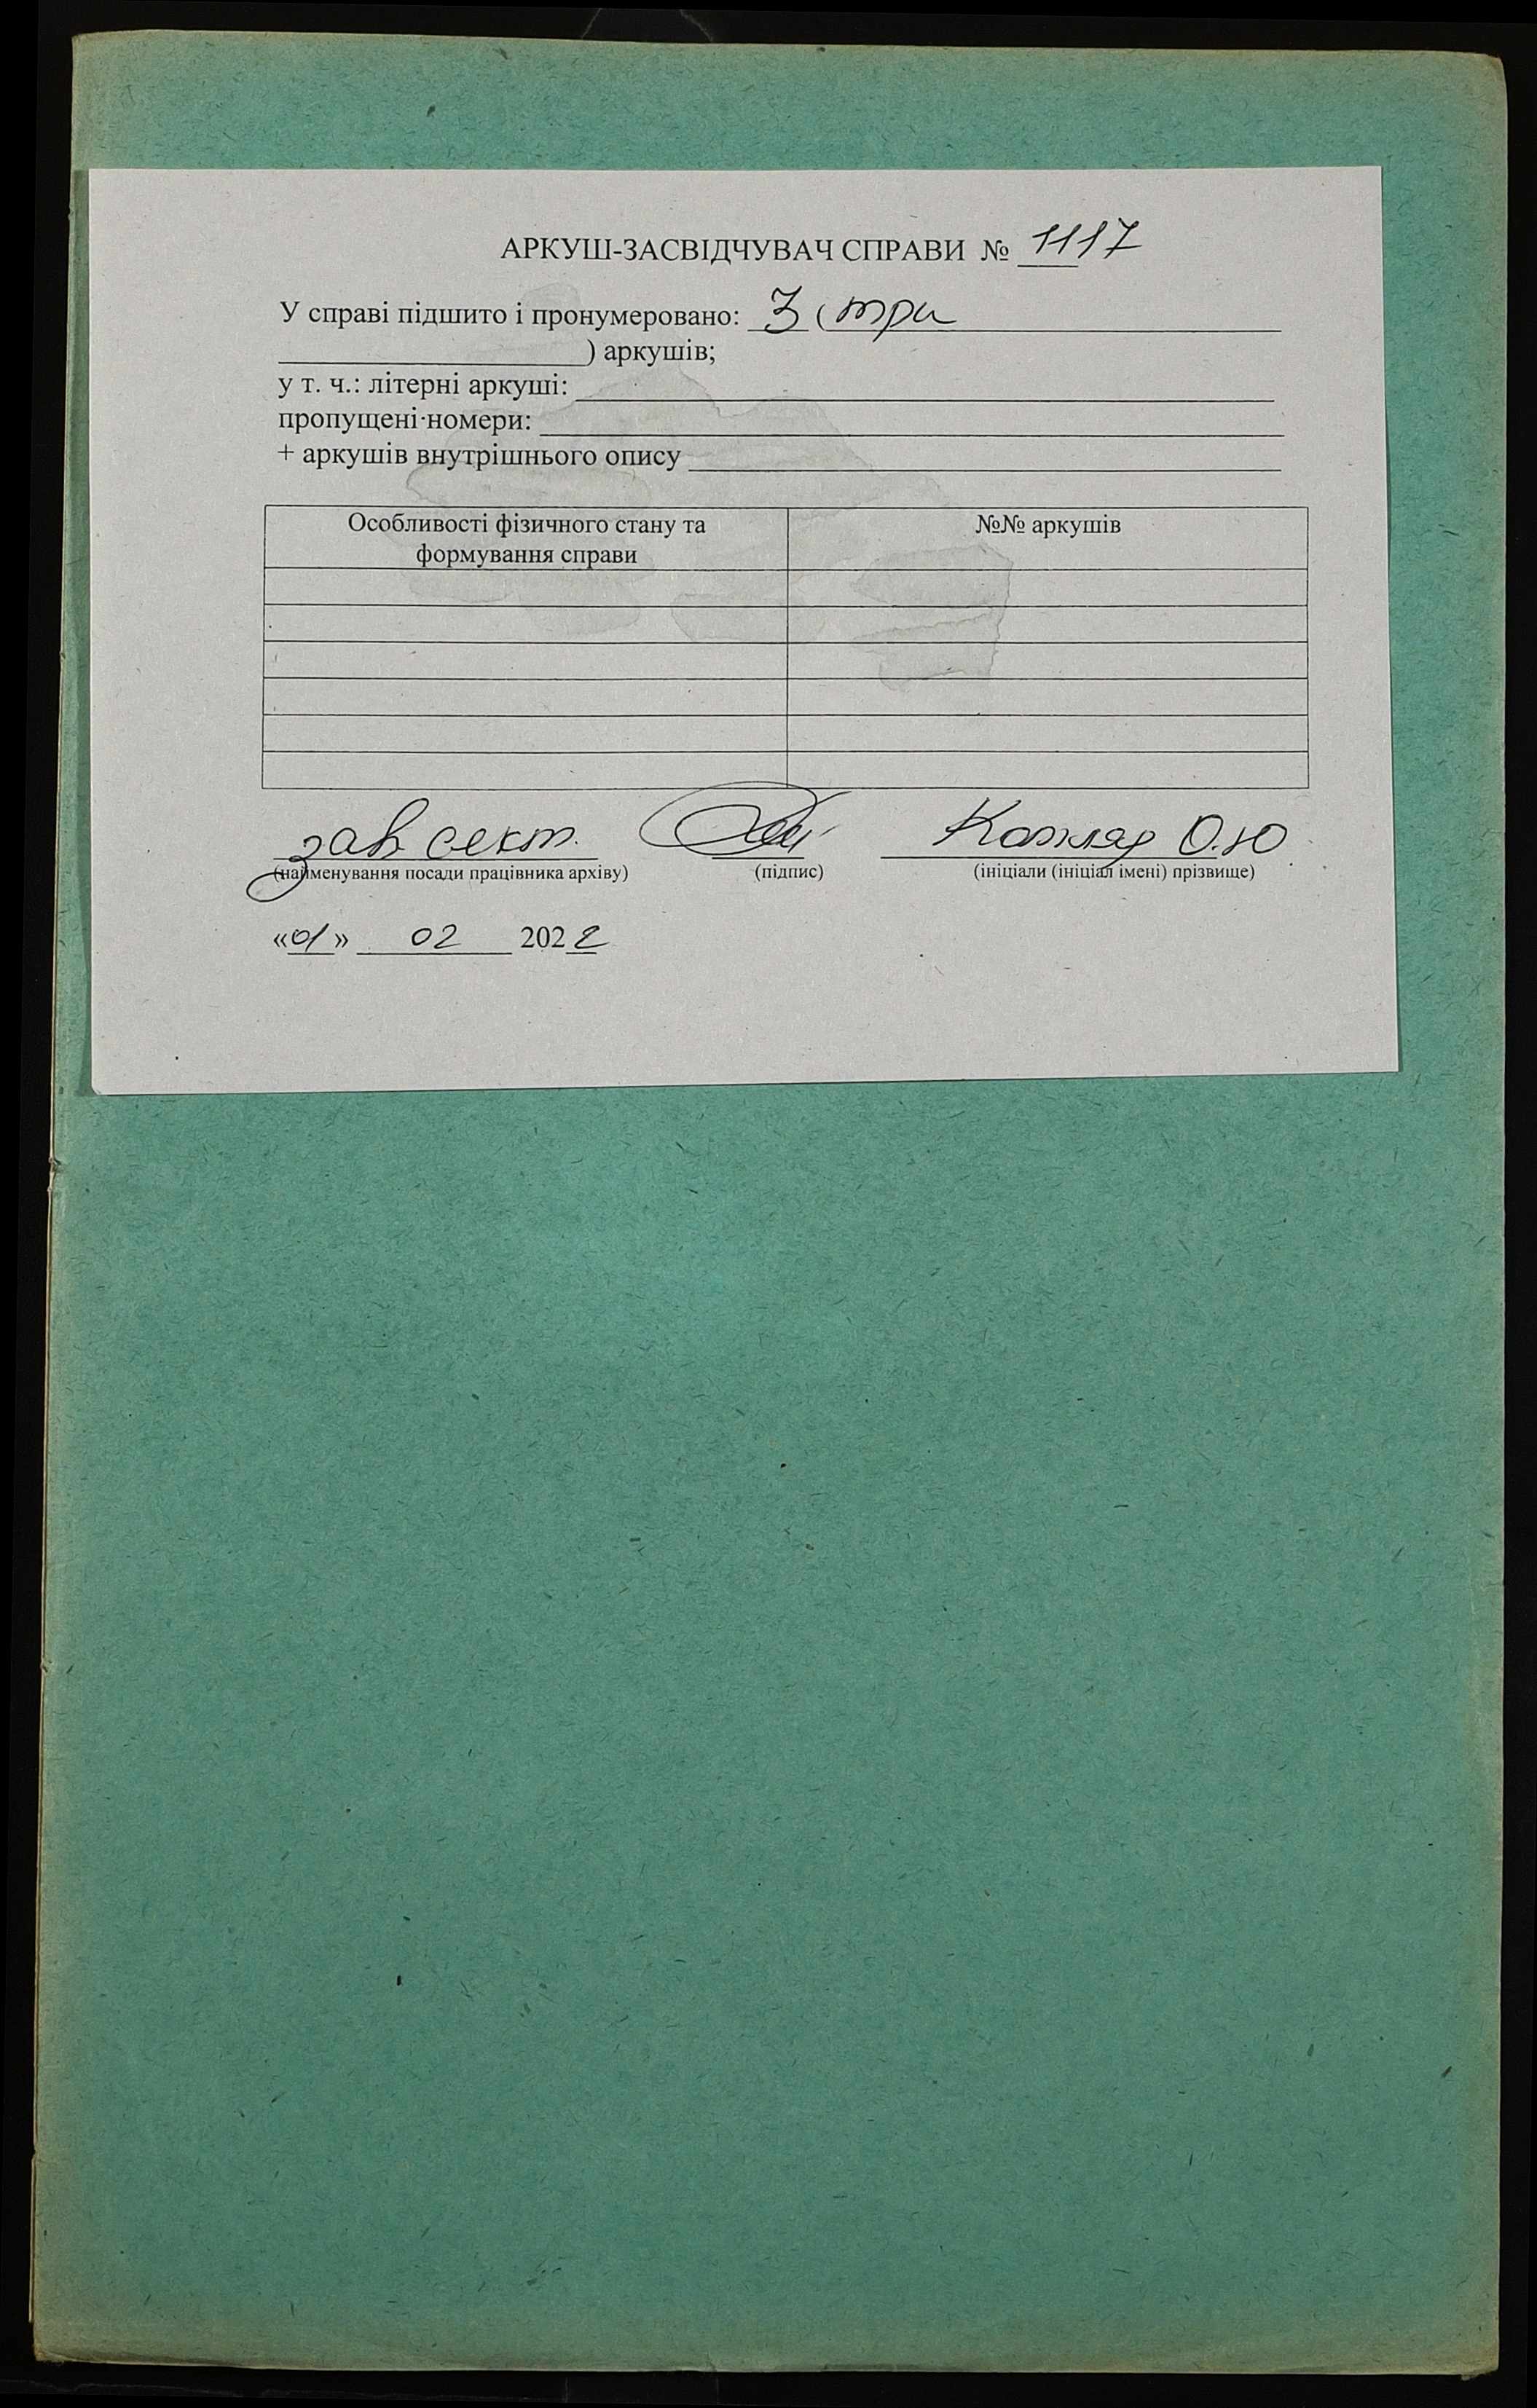 АРКУШ-ЗАСВІДЧУВАЧ СПРАВИ № 1117
У справі підшито і пронумеровано: 3 (три
) аркушів;
у т. ч.: літерні аркуші:
пропущені номери:
+ аркушів внутрішнього опису
Особливості фізичного стану та
формування справи
№№ аркушів
зав. сект. О.Ю
(найменування посади працівника архіву) (підпис) (ініціали (ініціал імені) прізвище)
«01» 02 2022